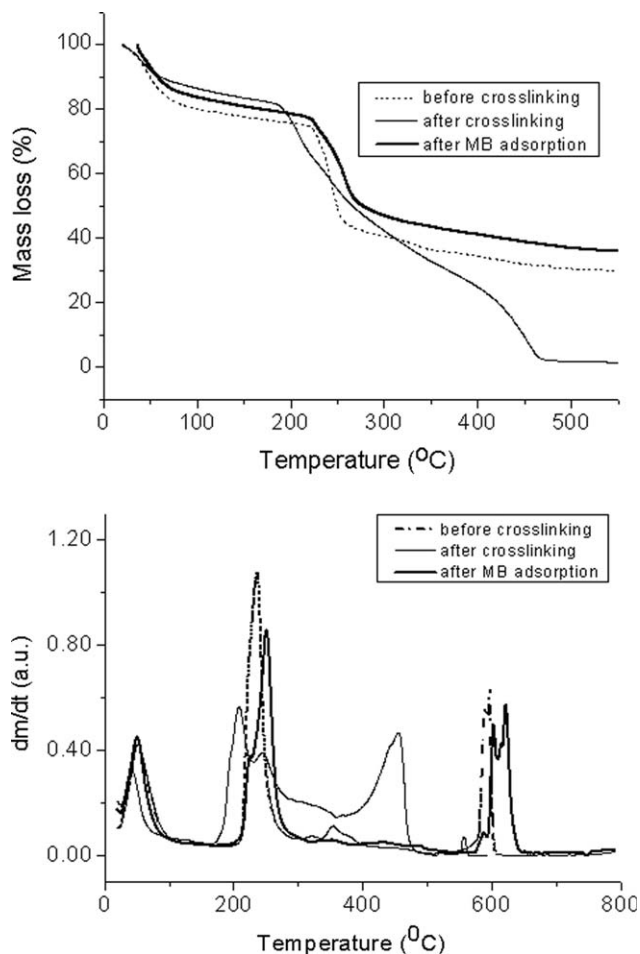 100
80
60
40
20
0
Mass loss (%)
before crosslinking
after crosslinking
after MB adsorption
0 100 200 300 400 500
Temperature (ºC)
1.20
0.80
0.40
0.00
dm/dt (a.u.)
before crosslinking
after crosslinking
after MB adsorption
0 200 400 600 800
Temperature (⁰C)